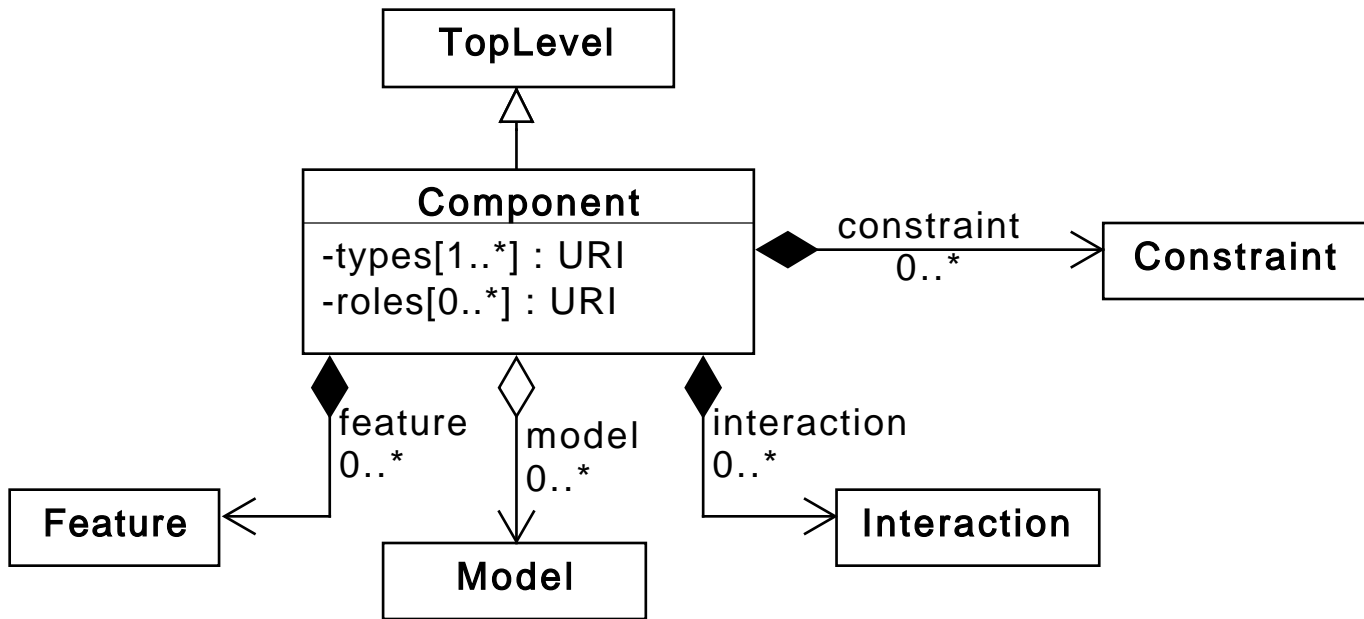 TopLevel
Component
-types[1..*] : URI
-roles[0..*] : URI
constraint
0..*
Constraint
feature
0..*
model
0..*
interaction
0..*
Feature
Model
Interaction